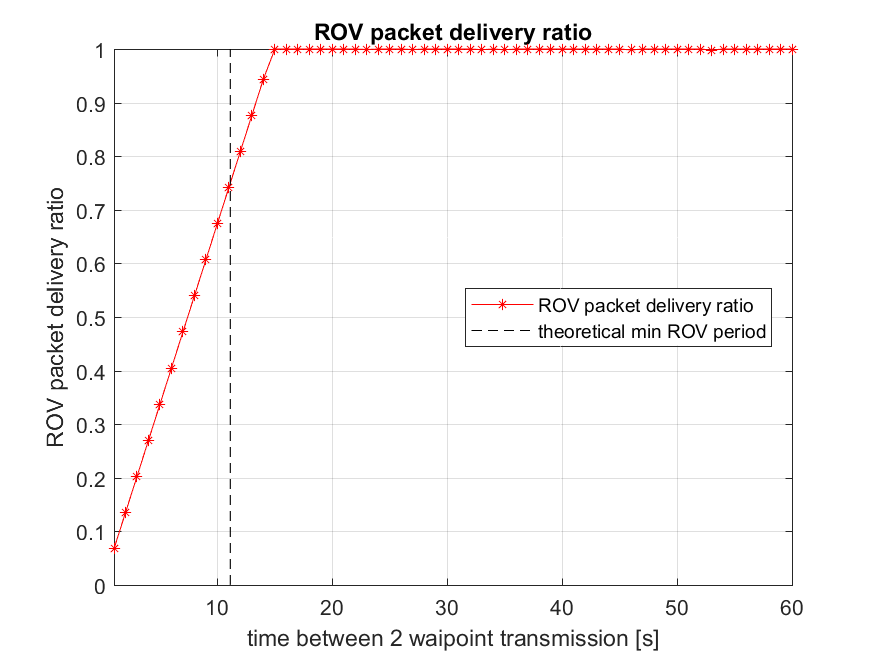 ROV packet delivery ratio
1
0.9
0.8
0.7
0.6
0.5
0.4
0.3
0.2
0.1
0
ROV packet delivery ratio
ROV packet delivery ratio
theoretical min ROV period
10 20 30 40 50 60
time between 2 waipoint transmission [s]